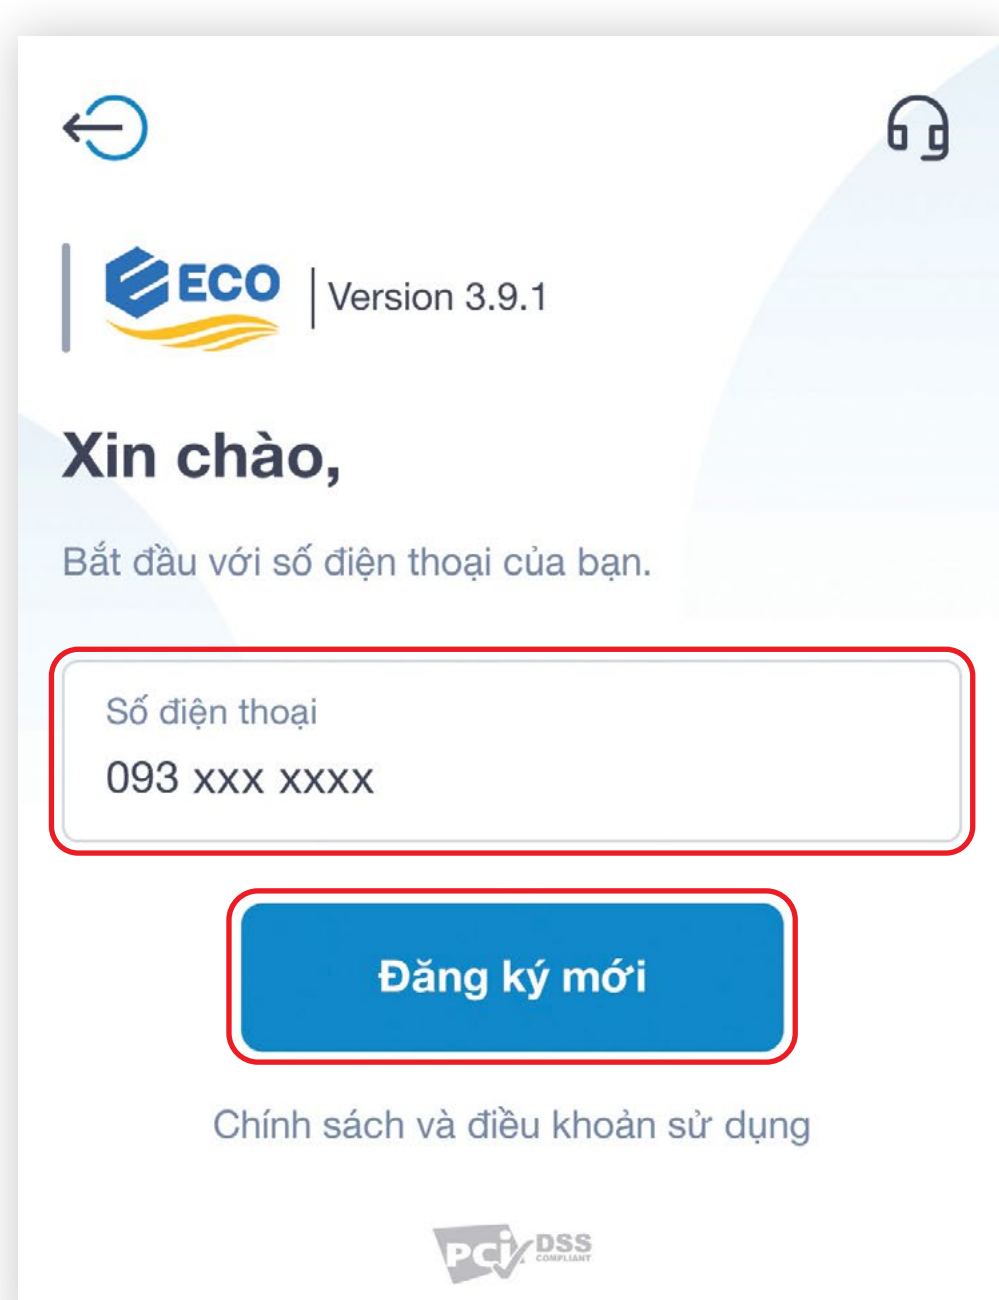 ECO
Version 3.9.1
Xin chào,
Bắt đầu với số điện thoại của bạn.
Số điện thoại
093 xxx xxxx
Đăng ký mới
Chính sách và điều khoản sử dụng
PCi DSS
COMPLIANT